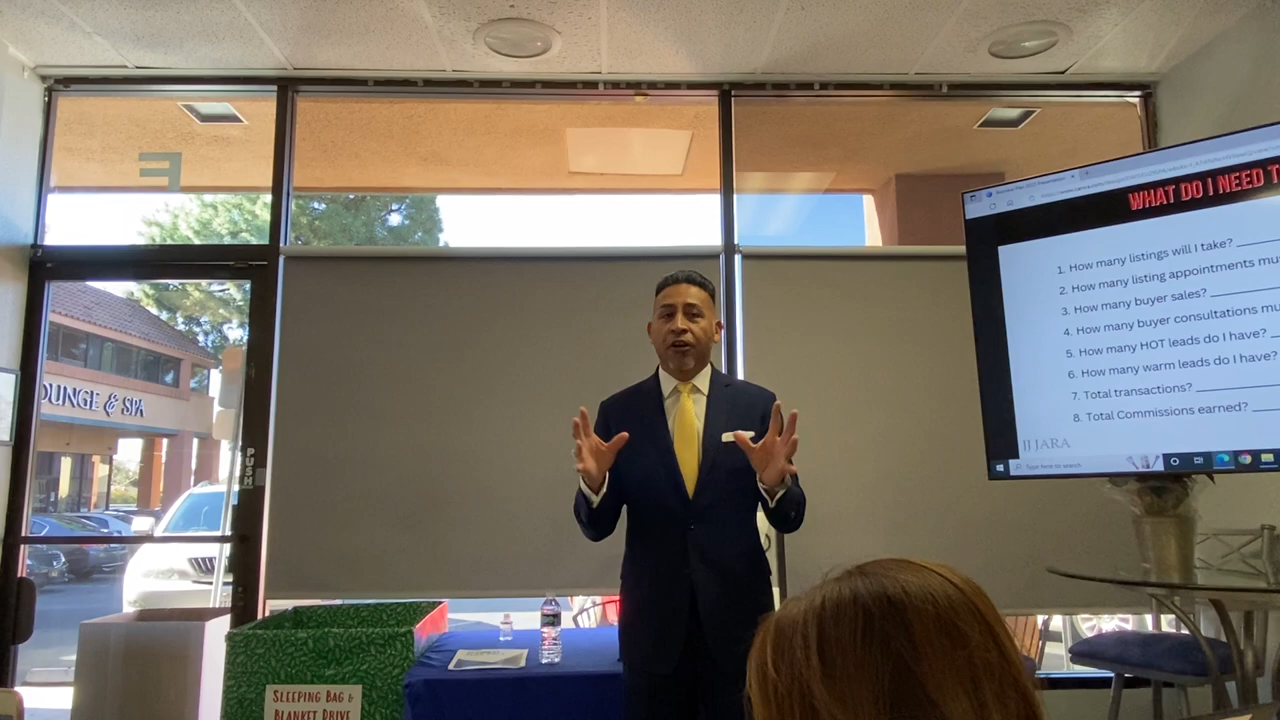 F
OUNGE & SPA
PUSH
WHAT DO I NEED T
1. How many listings will I take?
2. How many listing appointments mu
3. How many buyer sales?
4. How many buyer consultations mu
5. How many HOT leads do I have?
6. How many warm leads do I have?
7. Total transactions?
8. Total Commissions earned?
JJ JARA
Type here to search
SLEEPING BAG &
BLANKET DRIVE